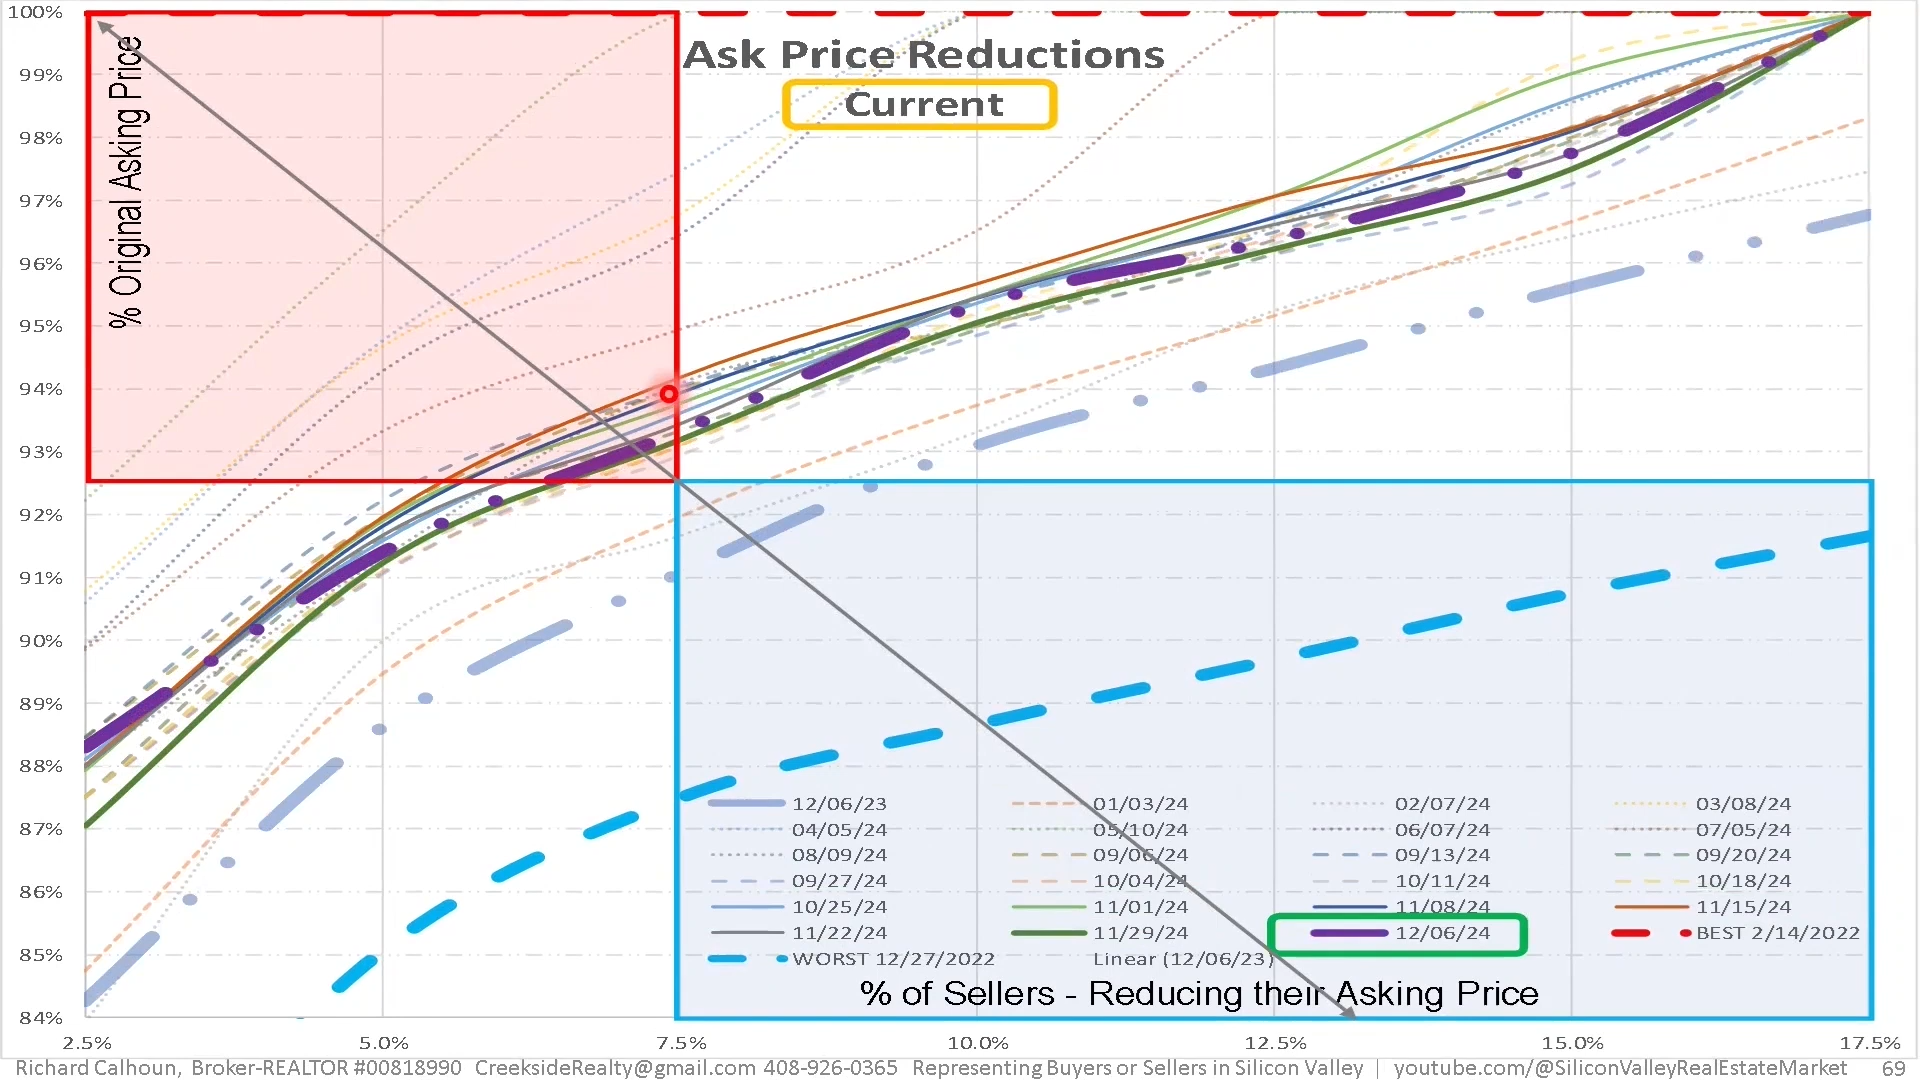 100%
99%
98%
97%
96%
95%
94%
93%
92%
91%
90%
89%
88%
87%
86%
85%
84%
% Original Asking Price
Ask Price Reductions
Current
12/06/23 01/03/24 02/07/24 03/08/24
04/05/24 05/10/24 06/07/24 07/05/24
08/09/24 09/06/24 09/13/24 09/20/24
09/27/24 10/04/24 10/11/24 10/18/24
10/25/24 11/01/24 11/08/24 11/15/24
11/22/24 11/29/24 12/06/24 BEST 2/14/2022
WORST 12/27/2022 Linear (12/06/23)
% of Sellers - Reducing their Asking Price
2.5% 5.0% 7.5% 10.0% 12.5% 15.0% 17.5%
Richard Calhoun, Broker-REALTOR #00818990 CreeksideRealty@gmail.com 408-926-0365 Representing Buyers or Sellers in Silicon Valley | youtube.com/@SiliconValleyRealEstateMarket 69